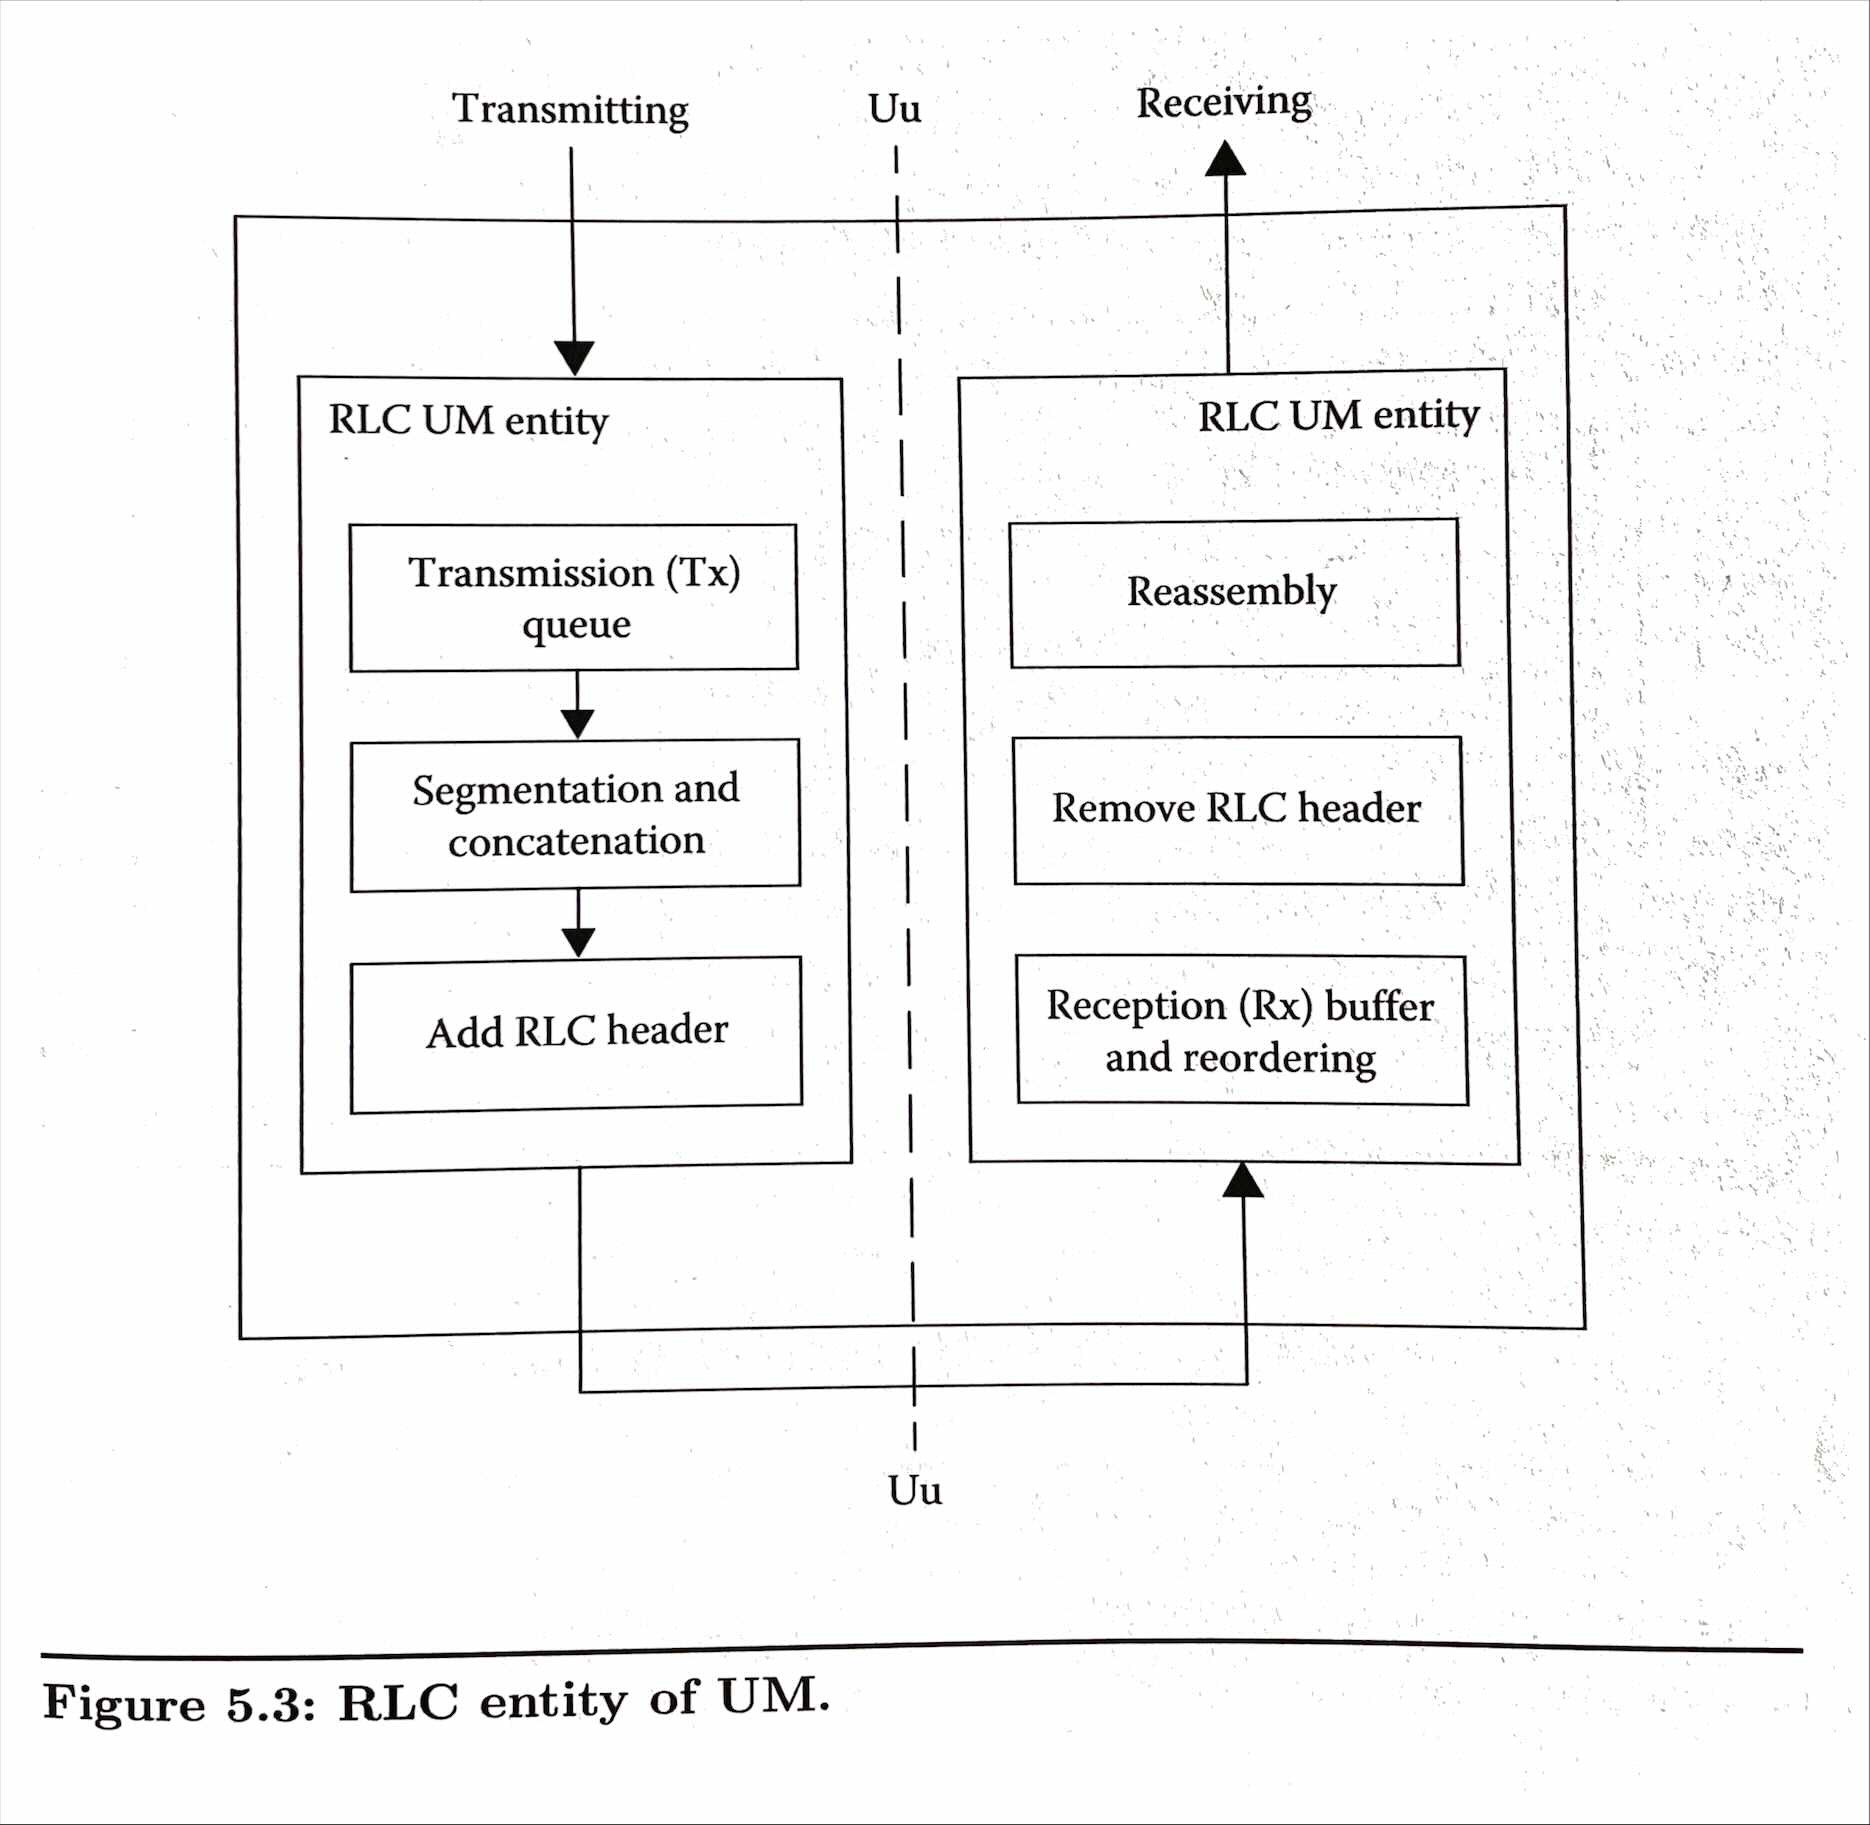 Transmitting
Uu
Receiving
RLC UM entity
Transmission (Tx)
queue
Segmentation and
concatenation
Add RLC header
RLC UM entity
Reassembly
Remove RLC header
Reception (Rx) buffer
and reordering
Uu
Figure 5.3: RLC entity of UM.